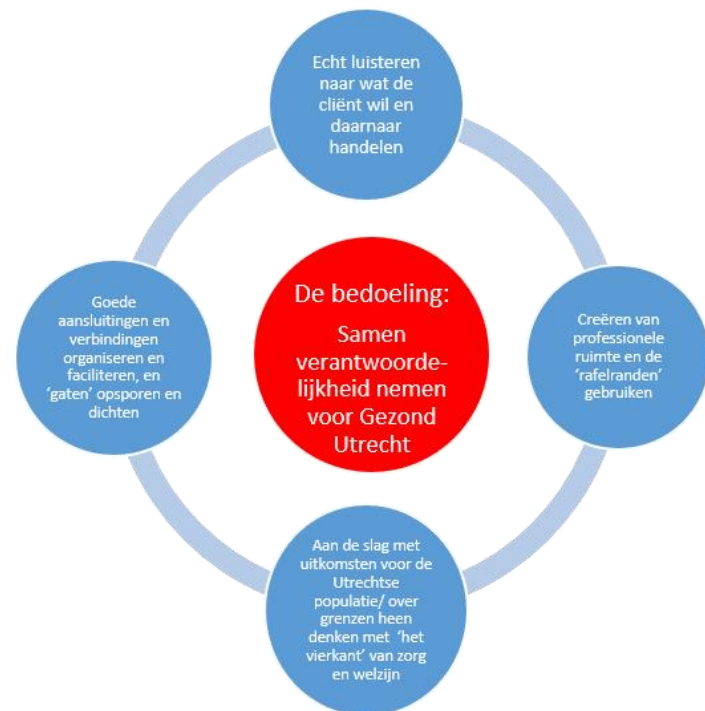 Echt luisteren
naar wat de
cliënt wil en
daarnaar
handelen
De bedoeling:
Samen
verantwoorde-
lijkheid nemen
voor Gezond
Utrecht
Goede
aansluitingen en
verbindingen
organiseren en
faciliteren, en
‘gaten’ opsporen en
dichten
Creëren van
professionele
ruimte en de
‘rafelranden’
gebruiken
Aan de slag met
uitkomsten voor de
Utrechtse
populatie/ over
grenzen heen
denken met ‘het
vierkant’ van zorg
en welzijn